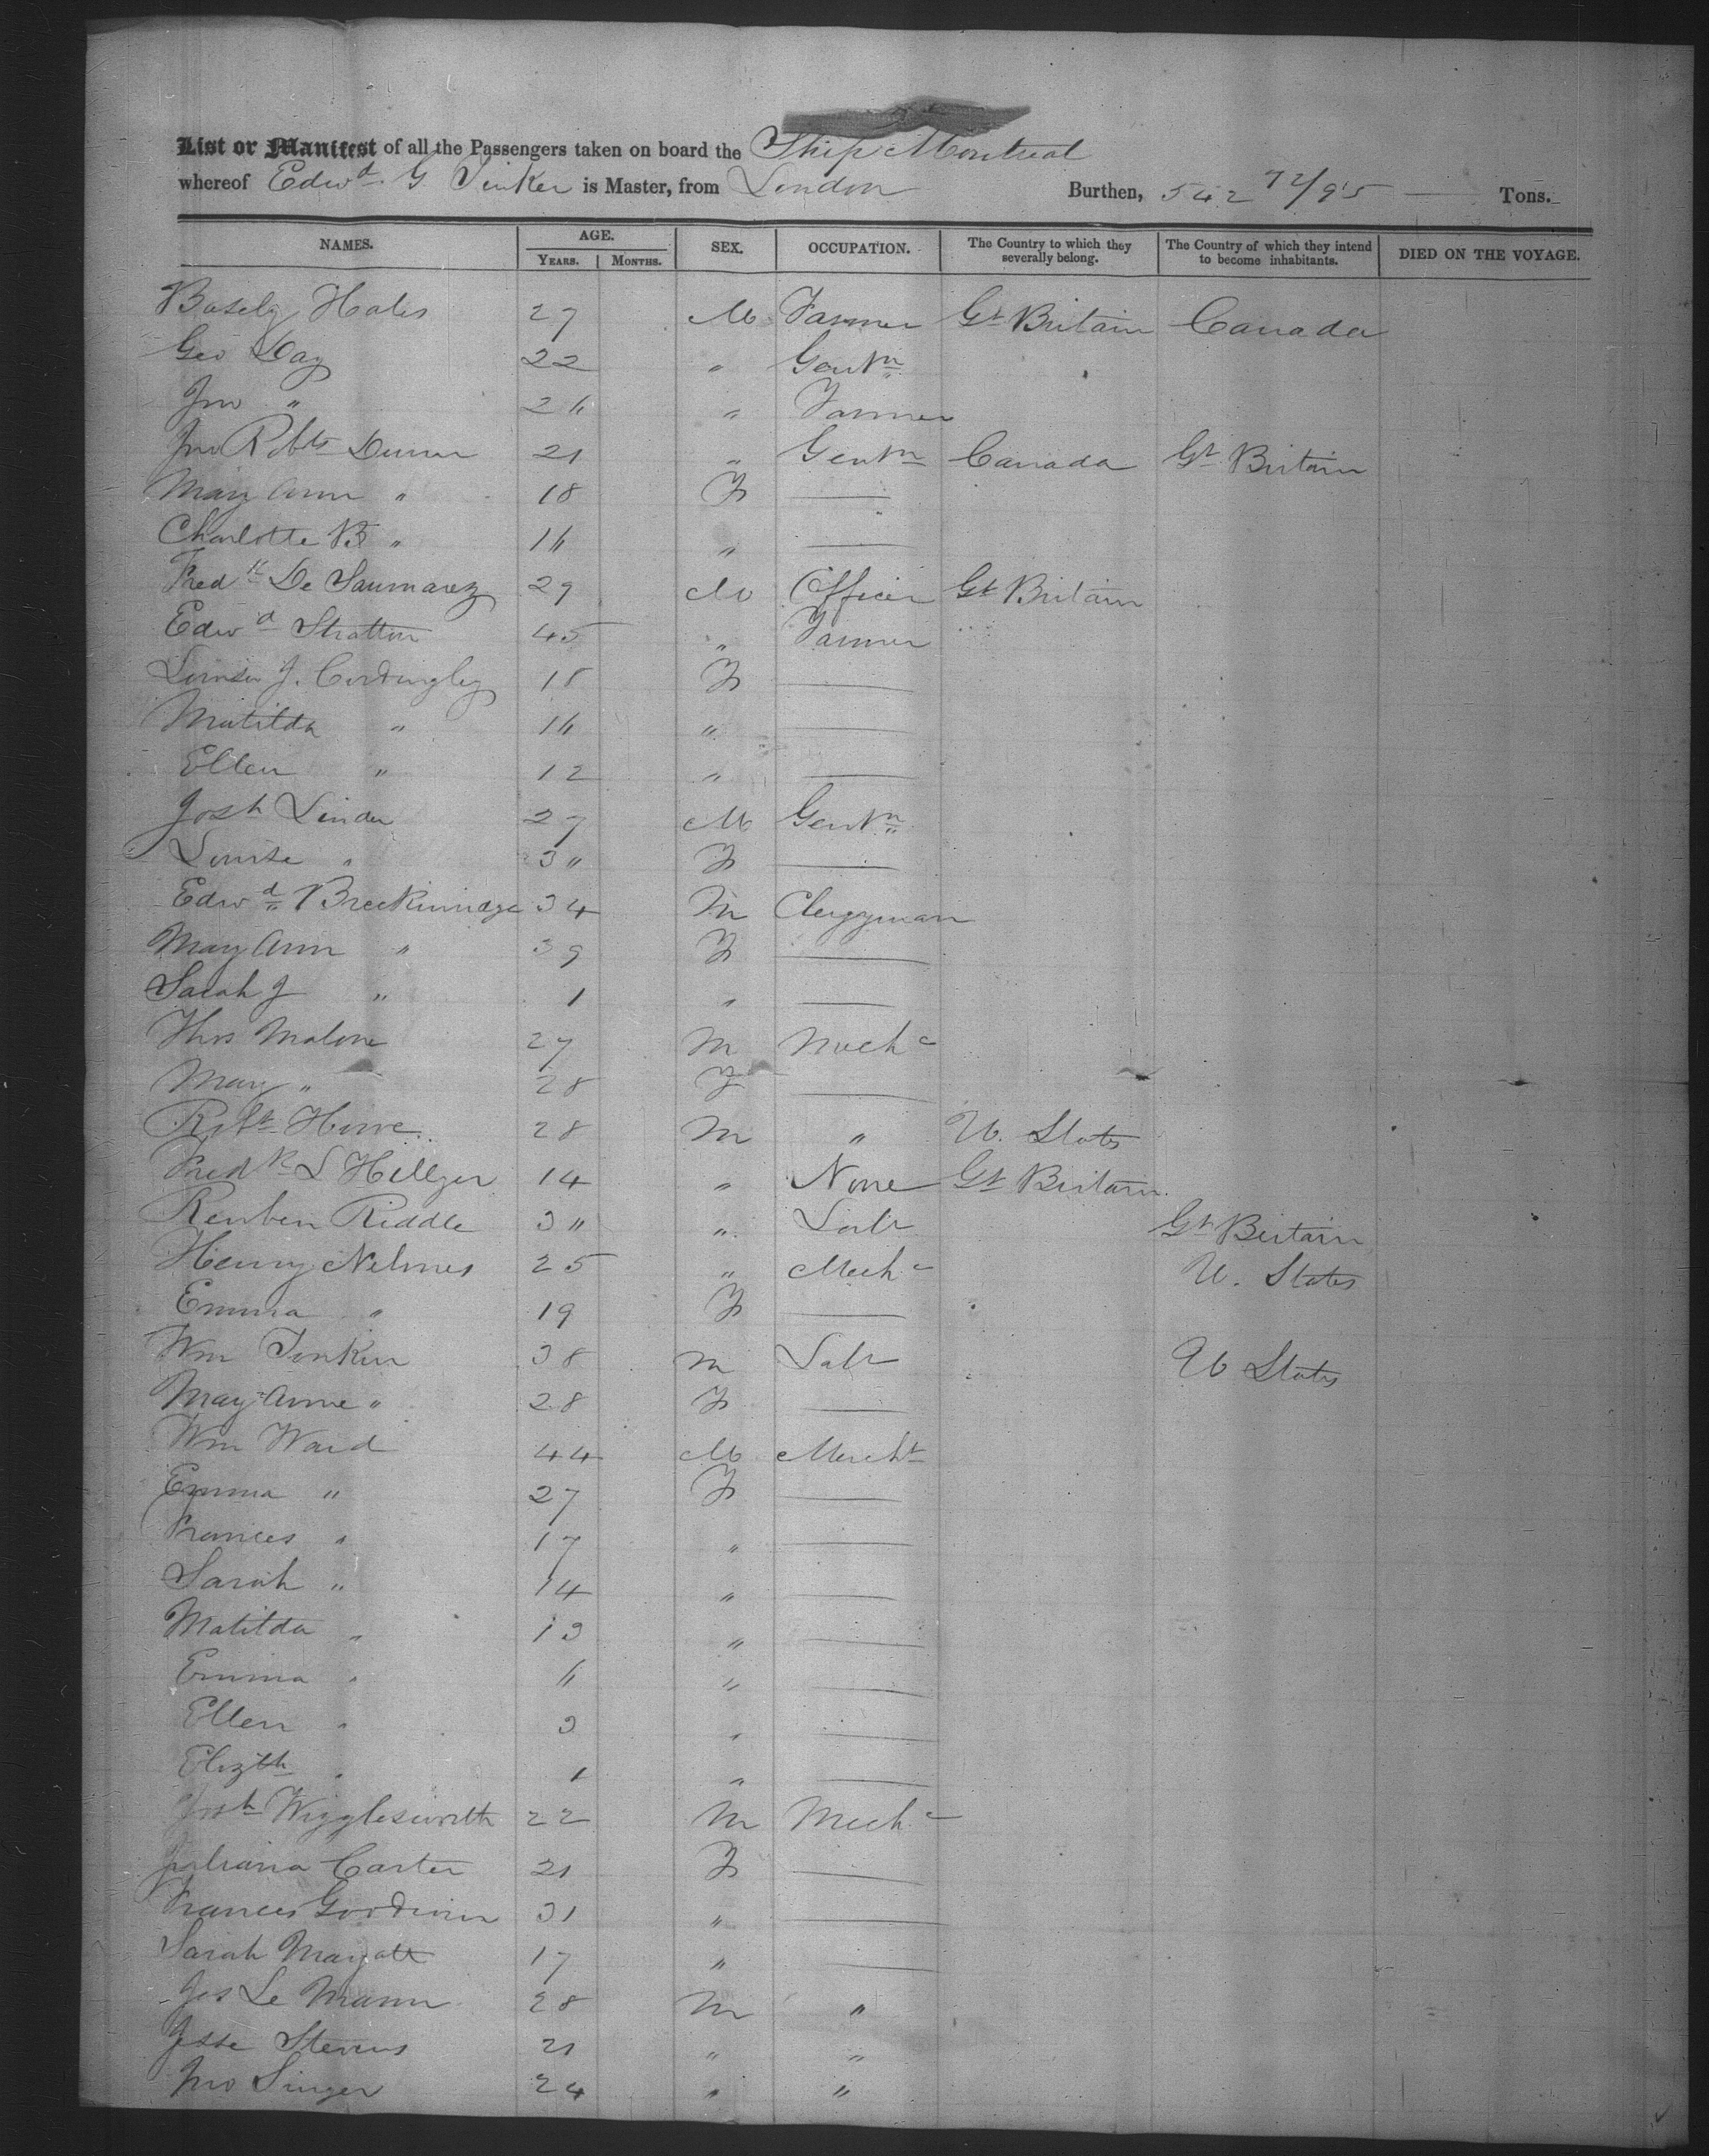 List or Manifest of all the Passengers taken on board the Ship Montreal
whereof Edwd. G Tinker is Master, from London Burthen, 542 72/95 — Tons.
NAMES. AGE. SEX. OCCUPATION. The Country to which they severally belong. The Country of which they intend to become inhabitants. DIED ON THE VOYAGE.
YEARS. MONTHS.
Hales 27 M Farmer Gt Britain Canada
Geo Day 22 " Gentn
Jno " 26 " Farmer
Jno Robts Dunn 21 " Gentn Canada Gt Britain
Mary Ann " 18 F —
Charlotte B " 16 " —
Fredk De Saumarez 29 M Officer Gt Britain
Edwd Stratton 45 " Farmer
Louisa J. Cordingley 18 F —
Matilda " 16 " —
Ellen " 12 " —
Josh Linder 27 M Gentn
Louise " 30 F —
Edwd Breckinridge 34 M Clergyman
Mary Ann " 39 F —
Sarah J " 1 " —
Thos Malone 27 M Mechc
Mary " 28 F —
Robt Howe 28 M " U. States
Fredk S Hellyer 14 " None Gt Britain
Reuben Riddle 30 " Labr Gt Britain
Henry Nelmes 25 " Mechc U. States
Emma " 19 F —
Wm Jenkin 38 M Labr U States
Mary Anne " 28 F —
Wm Ward 44 M Mercht
Emma " 27 F —
Frances " 17 " —
Sarah " 14 " —
Matilda " 13 " —
Emma " 6 " —
Ellen " 3 " —
Elizth " 1 " —
Josh Wigglesworth 22 M Mechc
Juliana Carter 21 F —
Frances Goodwin 31 " —
Sarah Mayatt 17 " —
Jas Le Mann 28 M "
Jesse Stevens 21 " "
Jno Singer 24 " "